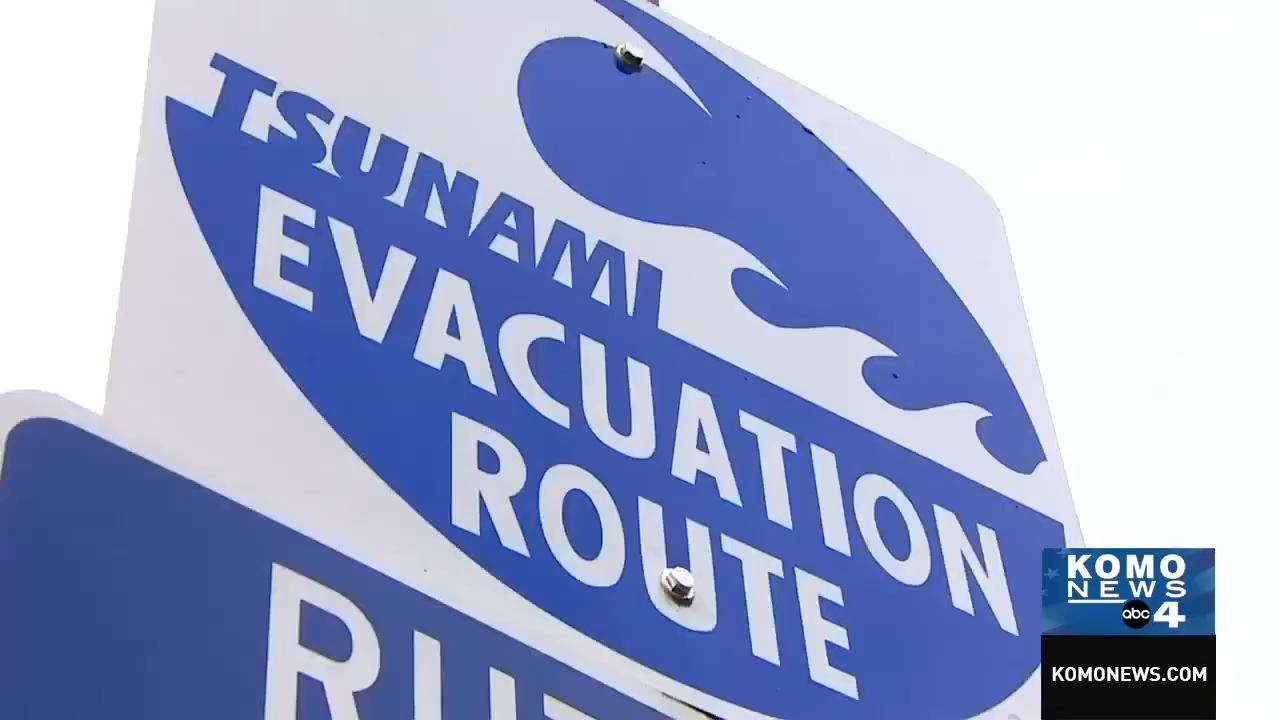 TSUNAMI
EVACUATION
ROUTE
KOMO
NEWS
abc 4
KOMONEWS.COM